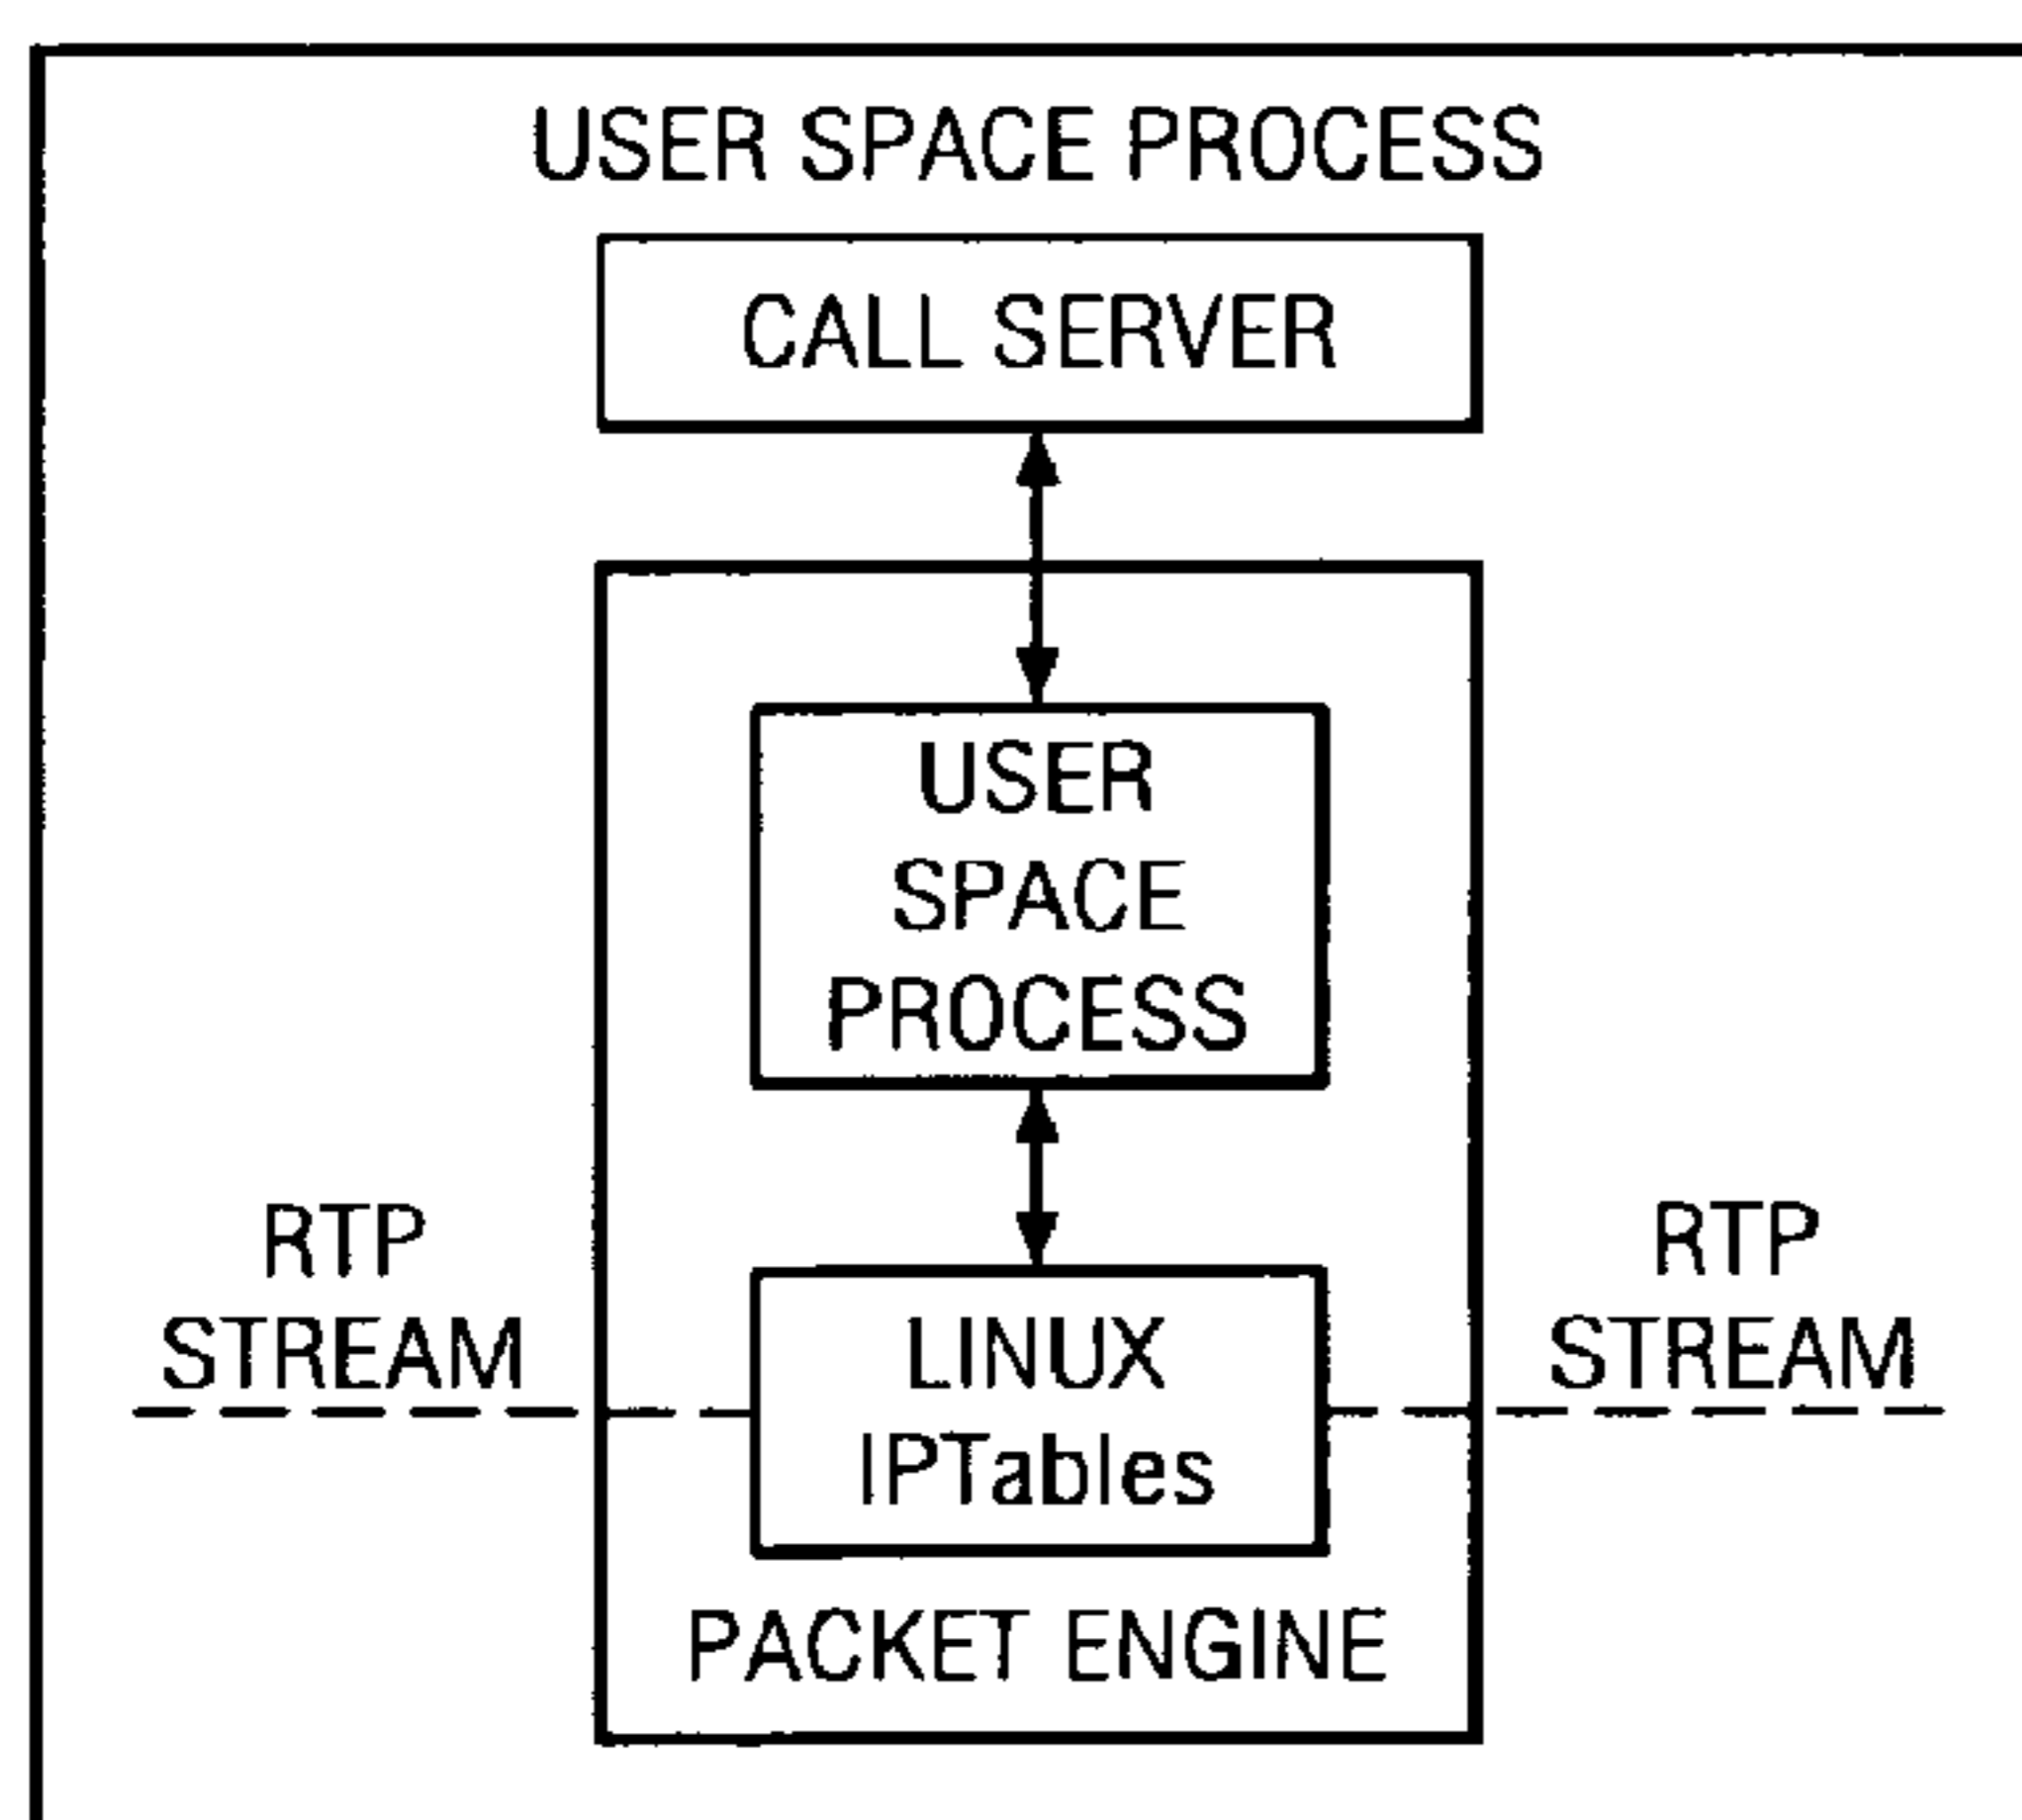 USER SPACE PROCESS
CALL SERVER
USER
SPACE
PROCESS
RTP
STREAM
LINUX
IPTables
RTP
STREAM
PACKET ENGINE